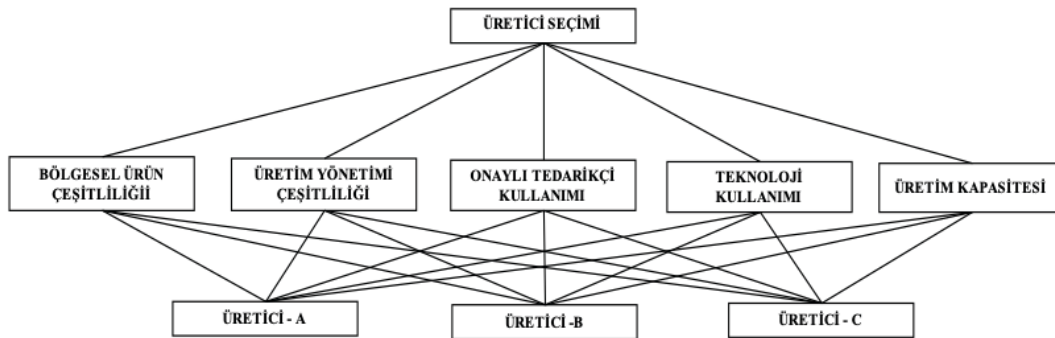 ÜRETİCİ SEÇİMİ
BÖLGESEL ÜRÜN
ÇEŞİTLİLİĞİİ
ÜRETİM YÖNETİMİ
ÇEŞİTLİLİĞİ
ONAYLI TEDARİKÇİ
KULLANIMI
TEKNOLOJİ
KULLANIMI
ÜRETİM KAPASİTESİ
ÜRETİCİ - A
ÜRETİCİ -B
ÜRETİCİ - C